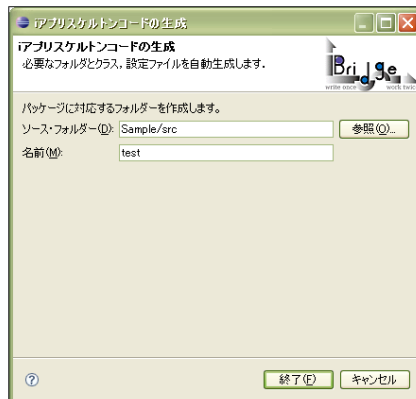 iアプリスケルトンコードの生成
iアプリスケルトンコードの生成
必要なフォルダとクラス，設定ファイルを自動生成します．
iBridge
write once work twice
パッケージに対応するフォルダーを作成します。
ソース・フォルダー(D): Sample/src 参照(O)...
名前(M): test
終了(F) キャンセル